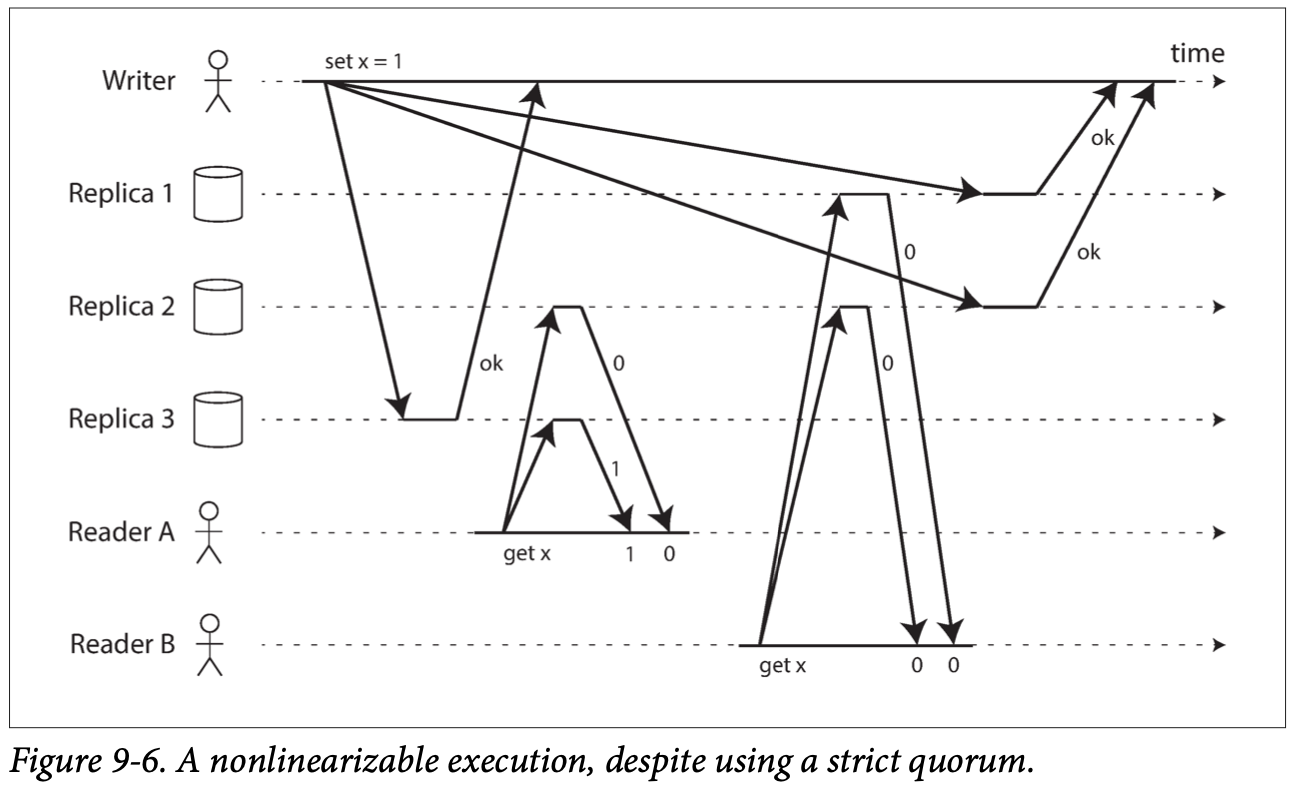 time
set x = 1
Writer
ok
Replica 1
0
ok
Replica 2
ok
0
0
Replica 3
1
Reader A
get x
1
0
Reader B
get x
0
0
Figure 9-6. A nonlinearizable execution, despite using a strict quorum.